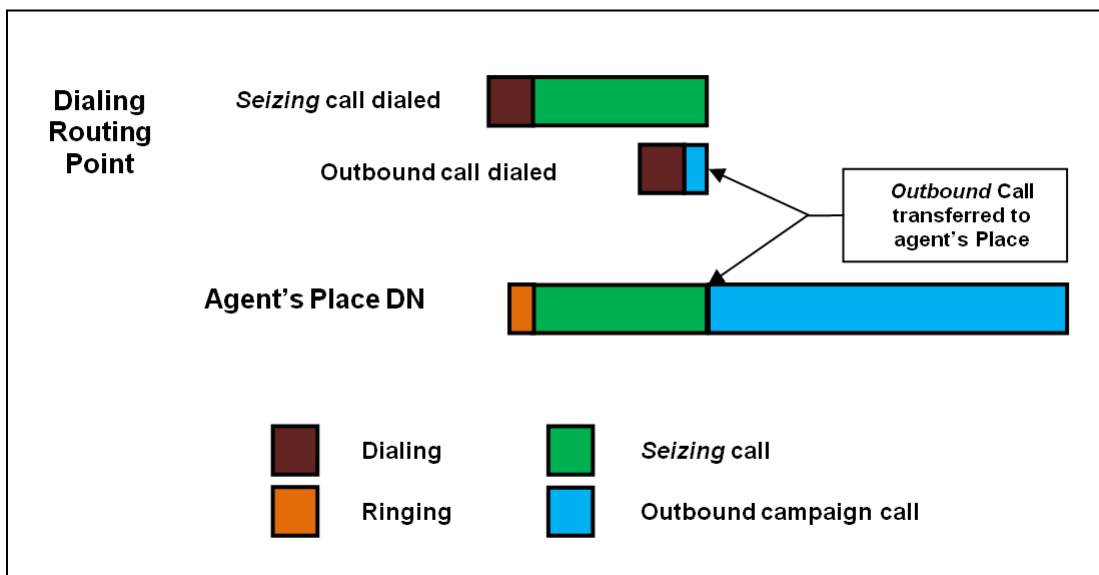 Dialing
Routing
Point
Seizing call dialed
Outbound call dialed
Outbound Call
transferred to
agent’s Place
Agent’s Place DN
Dialing
Seizing call
Ringing
Outbound campaign call